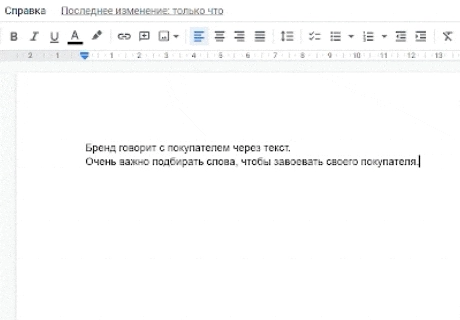 Справка Последнее изменение: только что
B I U A
2 1 1 2 3 4 5 6 7 8 9 10 11 12 13
Бренд говорит с покупателем через текст.
Очень важно подбирать слова, чтобы завоевать своего покупателя.